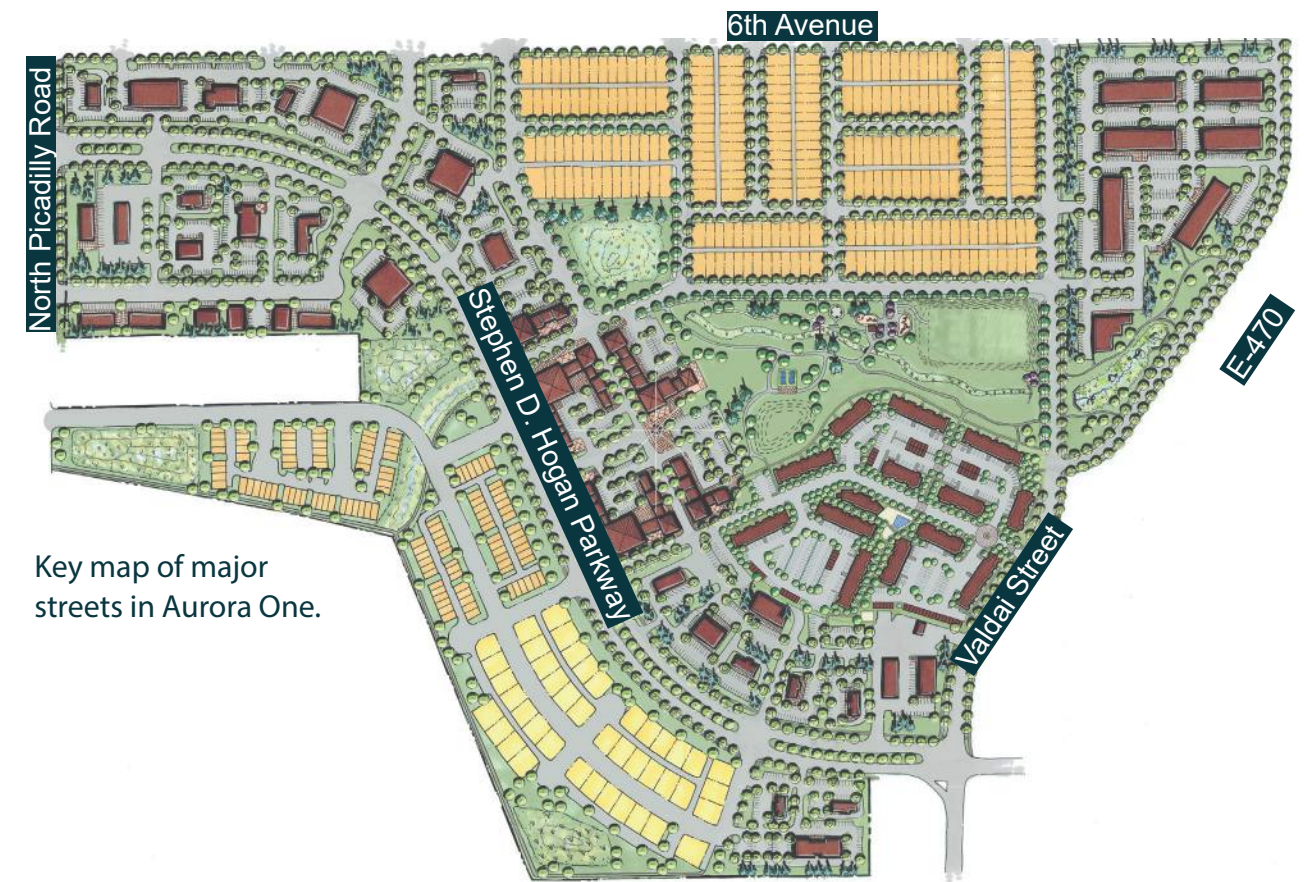 6th Avenue
North Picadilly Road
Stephen D. Hogan Parkway
E-470
Valdai Street
Key map of major
streets in Aurora One.